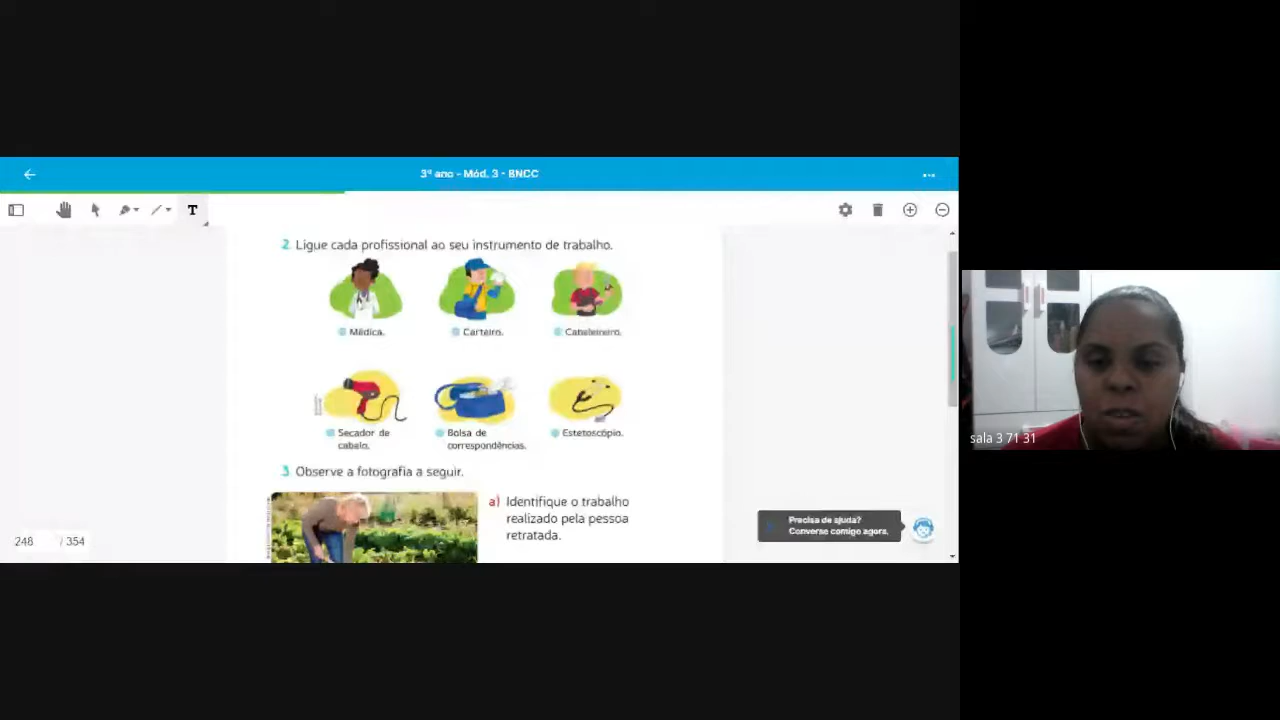 3º ano - Mód. 3 - BNCC
T
2 Ligue cada profissional ao seu instrumento de trabalho.
Médica.
Carteiro.
Cabeleireiro.
Secador de
cabelo.
Bolsa de
correspondências.
Estetoscópio.
3 Observe a fotografia a seguir.
a) Identifique o trabalho
realizado pela pessoa
retratada.
Precisa de ajuda?
Converse comigo agora.
248 / 354
sala 3 71 31